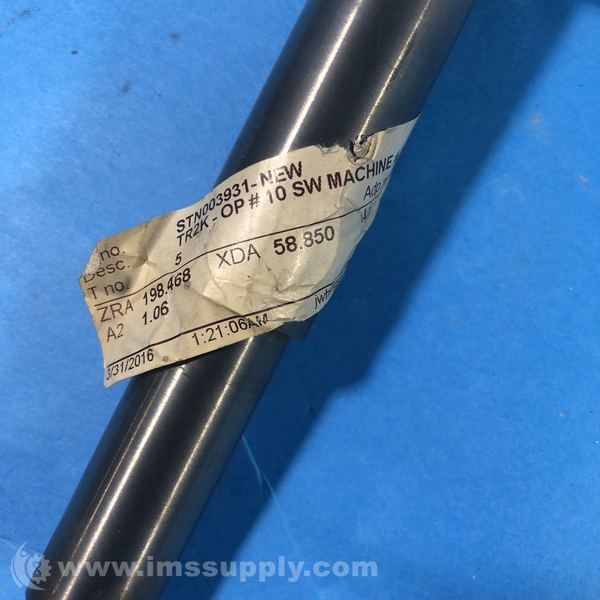 no. STN003931-NEW
Desc. TR2K - OP # 10 SW MACHINE
T no. 5
ZRA 198.468 XDA 58.850
A2 1.06
3/31/2016 1:21:06AM
www.imssupply.com